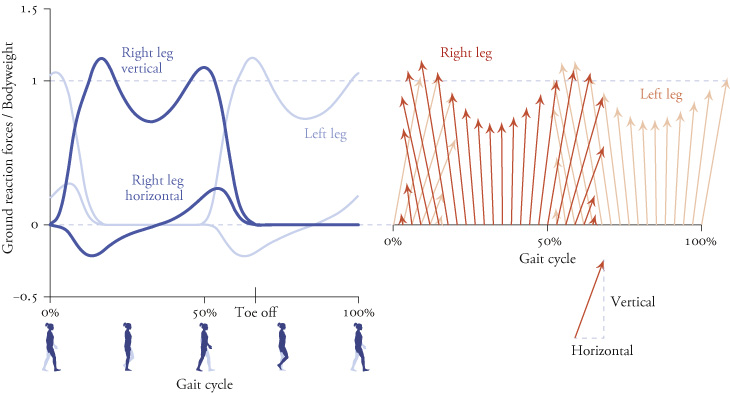 Ground reaction forces / Bodyweight
1.5
1
0
−0.5
Right leg
vertical
Left leg
Right leg
horizontal
0%
50%
Toe off
100%
Gait cycle
Right leg
Left leg
0%
50%
100%
Gait cycle
Vertical
Horizontal